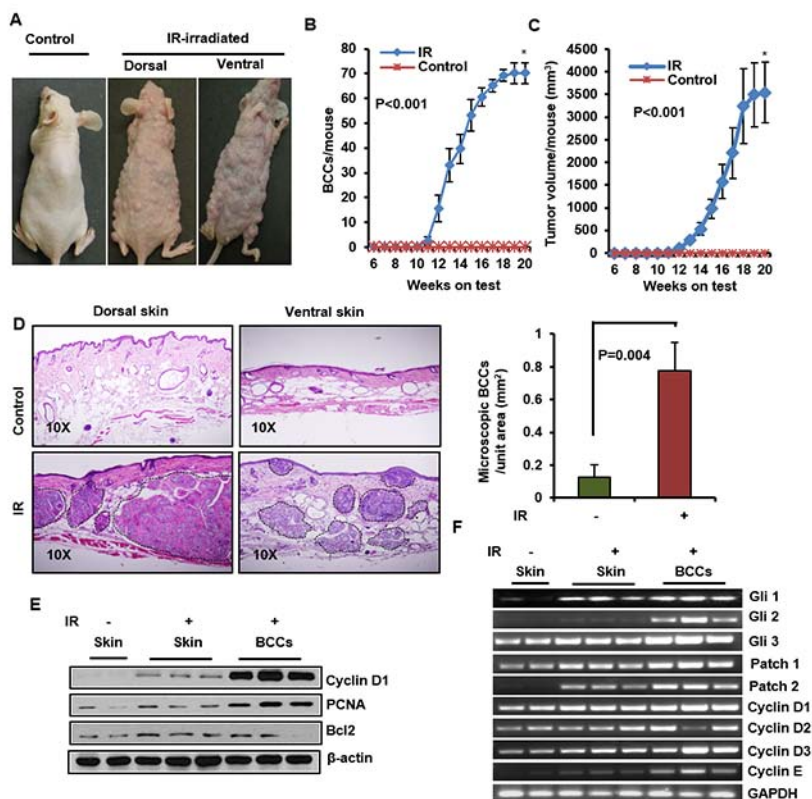 A
Control
IR-irradiated
Dorsal
Ventral
B
80
70
60
50
40
30
20
10
0
BCCs/mouse
IR
Control
P<0.001
*
6 8 10 12 14 16 18 20
Weeks on test
C
4500
4000
3500
3000
2500
2000
1500
1000
500
0
Tumor volume/mouse (mm³)
IR
Control
P<0.001
*
6 8 10 12 14 16 18 20
Weeks on test
D
Dorsal skin
Ventral skin
Control
10X
10X
IR
10X
10X
1
0.8
0.6
0.4
0.2
0
Microscopic BCCs
/unit area (mm²)
P=0.004
IR - +
E
IR - + +
Skin Skin BCCs
Cyclin D1
PCNA
Bcl2
β-actin
F
IR - + +
Skin Skin BCCs
Gli 1
Gli 2
Gli 3
Patch 1
Patch 2
Cyclin D1
Cyclin D2
Cyclin D3
Cyclin E
GAPDH